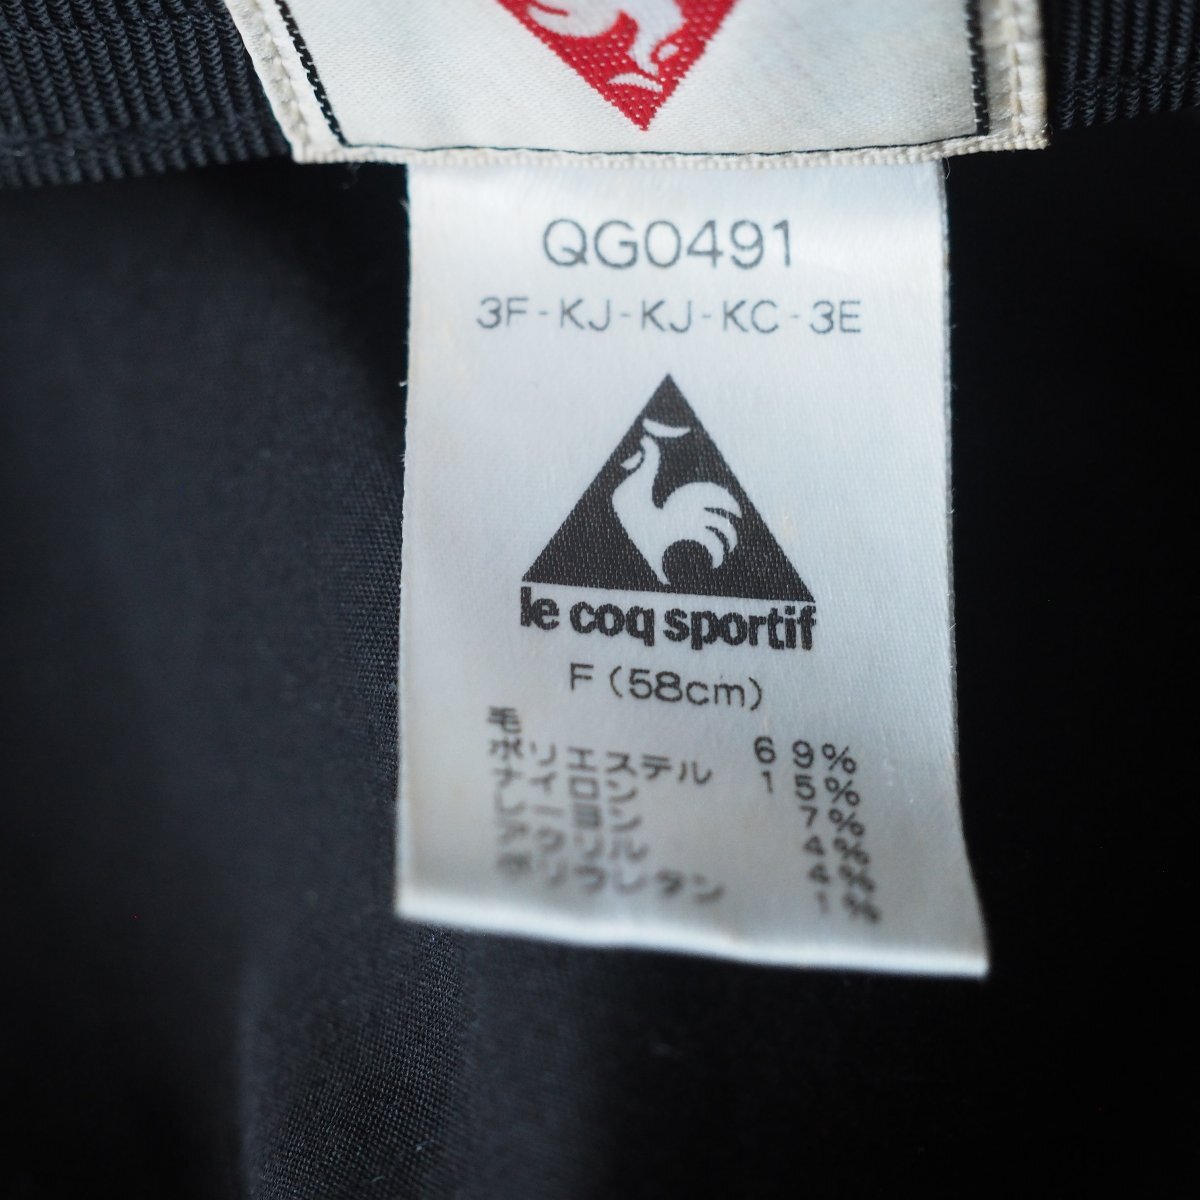 QG0491
3F-KJ-KJ-KC-3E
le coq sportif
F (58cm)
毛 69%
ポリエステル 15%
ナイロン 7%
レーヨン 4%
アクリル 4%
ポリウレタン 1%